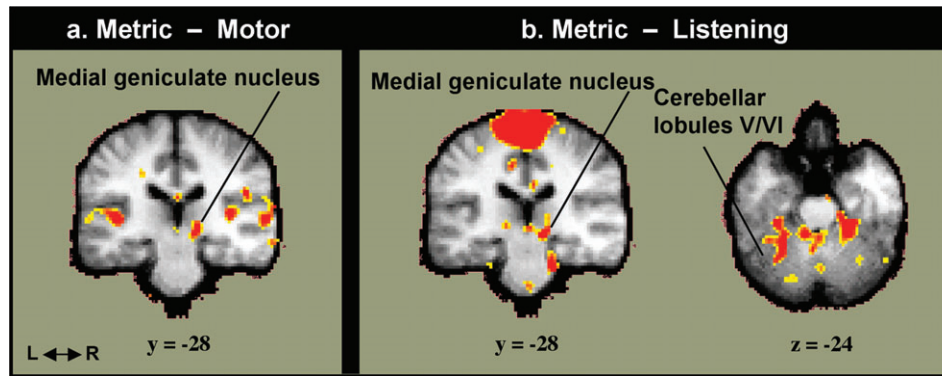 a. Metric – Motor
Medial geniculate nucleus
L ↔ R
y = -28
b. Metric – Listening
Medial geniculate nucleus
Cerebellar
lobules V/VI
y = -28
z = -24